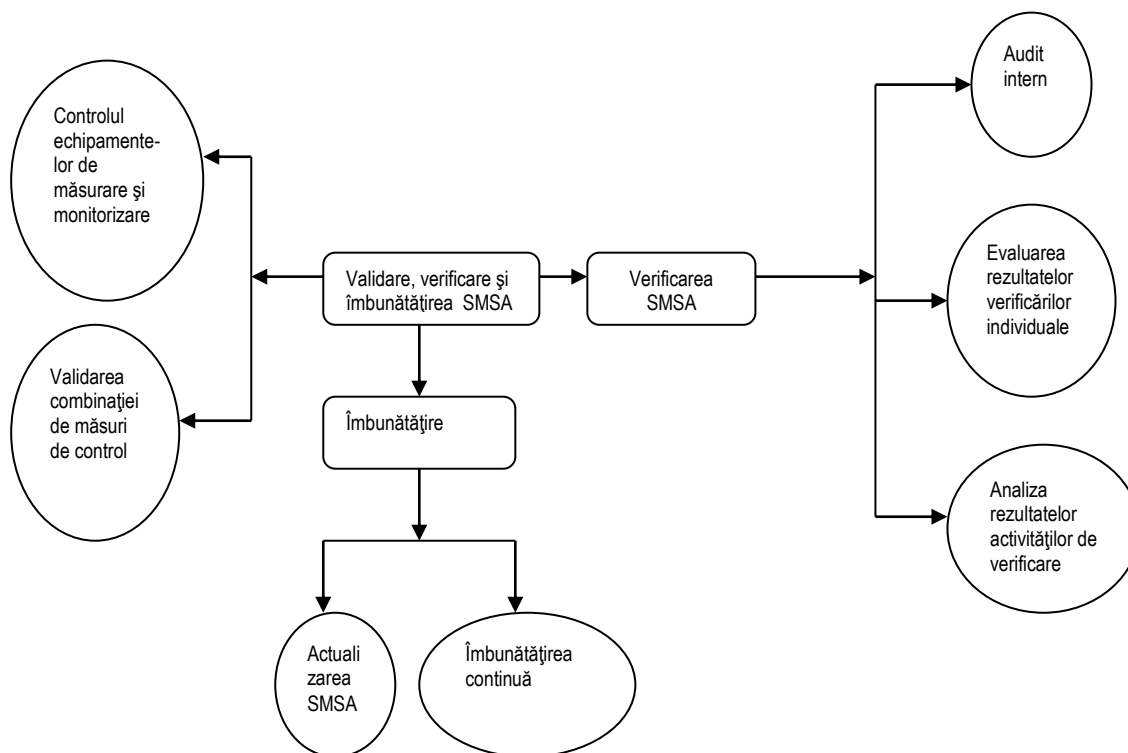 Audit
intern
Controlul
echipamente-
lor de
măsurare şi
monitorizare
Validare, verificare şi
îmbunătăţirea SMSA
Verificarea
SMSA
Evaluarea
rezultatelor
verificărilor
individuale
Validarea
combinaţiei
de măsuri
de control
Îmbunătăţire
Analiza
rezultatelor
activităţilor de
verificare
Actuali
zarea
SMSA
Îmbunătăţirea
continuă